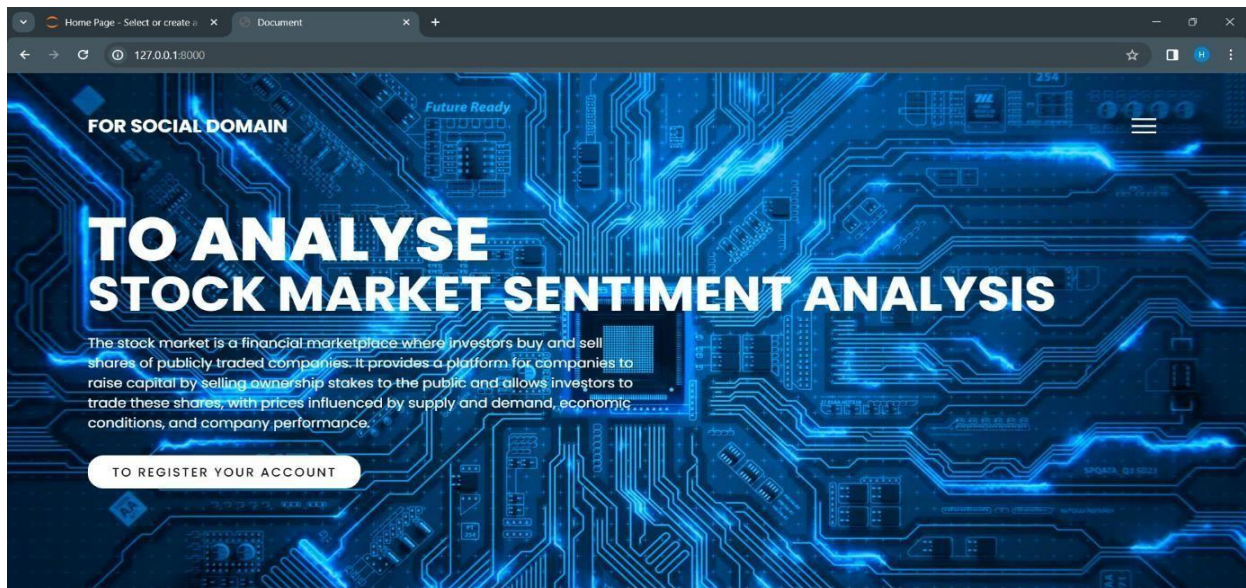 Home Page - Select or create a
Document
127.0.0.1:8000
H
254
Future Ready
FOR SOCIAL DOMAIN
TO ANALYSE
STOCK MARKET SENTIMENT ANALYSIS
The stock market is a financial marketplace where investors buy and sell
shares of publicly traded companies. It provides a platform for companies to
raise capital by selling ownership stakes to the public and allows investors to
trade these shares, with prices influenced by supply and demand, economic
conditions, and company performance.
TO REGISTER YOUR ACCOUNT
AA